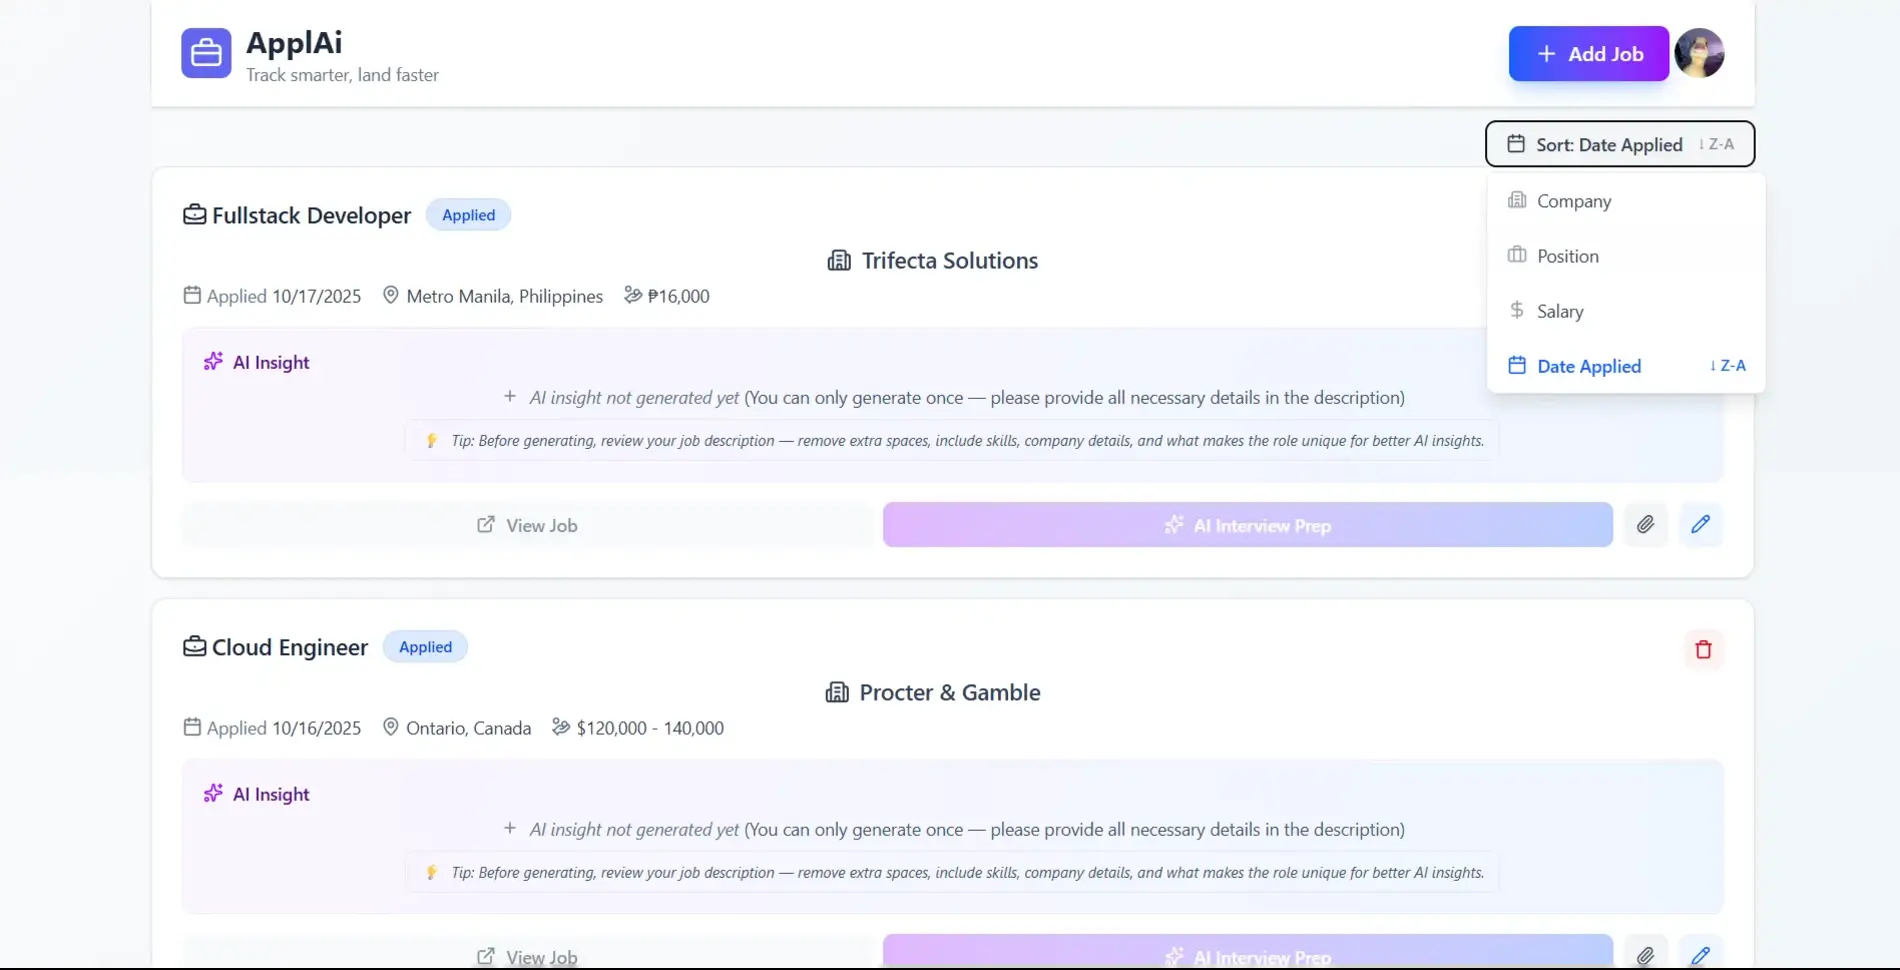 ApplAi
Track smarter, land faster
+ Add Job
Sort: Date Applied ↓ Z-A
Company
Position
Salary
Date Applied ↓ Z-A
Fullstack Developer Applied
Trifecta Solutions
Applied 10/17/2025 Metro Manila, Philippines ₱16,000
AI Insight
+ AI insight not generated yet (You can only generate once — please provide all necessary details in the description)
Tip: Before generating, review your job description — remove extra spaces, include skills, company details, and what makes the role unique for better AI insights.
View Job AI Interview Prep
Cloud Engineer Applied
Procter & Gamble
Applied 10/16/2025 Ontario, Canada $120,000 - 140,000
AI Insight
+ AI insight not generated yet (You can only generate once — please provide all necessary details in the description)
Tip: Before generating, review your job description — remove extra spaces, include skills, company details, and what makes the role unique for better AI insights.
View Job AI Interview Prep